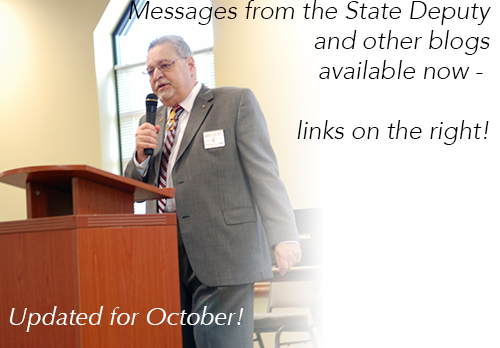 Messages from the State Deputy
and other blogs
available now -
links on the right!
Updated for October!